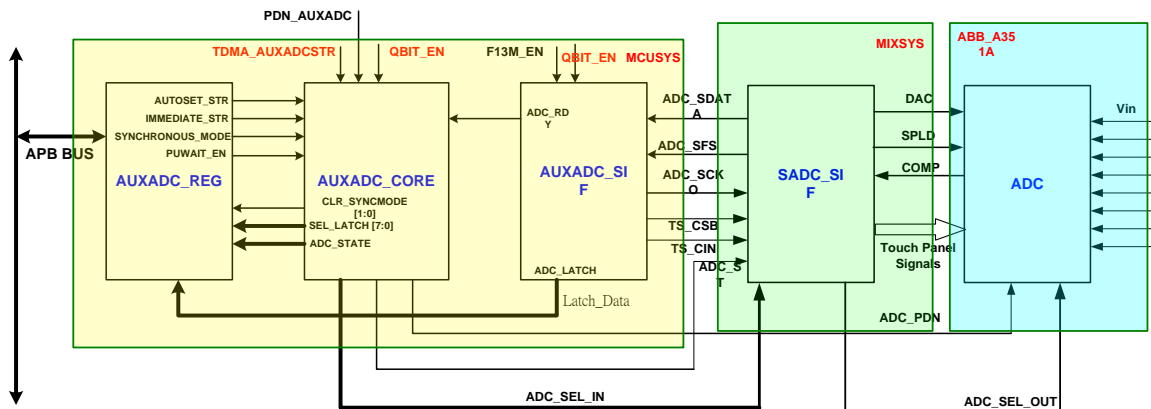 PDN_AUXADC
TDMA_AUXADCSTR
QBIT_EN
F13M_EN
QBIT_EN
MCUSYS
MIXSYS
ABB_A35
1A
AUTOSET_STR
IMMEDIATE_STR
SYNCHRONOUS_MODE
PUWAIT_EN
APB BUS
AUXADC_REG
AUXADC_CORE
CLR_SYNCMODE
[1:0]
SEL_LATCH [7:0]
ADC_STATE
ADC_RD
Y
AUXADC_SI
F
ADC_LATCH
Latch_Data
ADC_SDAT
A
ADC_SFS
ADC_SCK
O
TS_CSB
TS_CIN
ADC_S
T
SADC_SI
F
DAC
SPLD
COMP
Touch Panel
Signals
ADC
Vin
ADC_PDN
ADC_SEL_IN
ADC_SEL_OUT